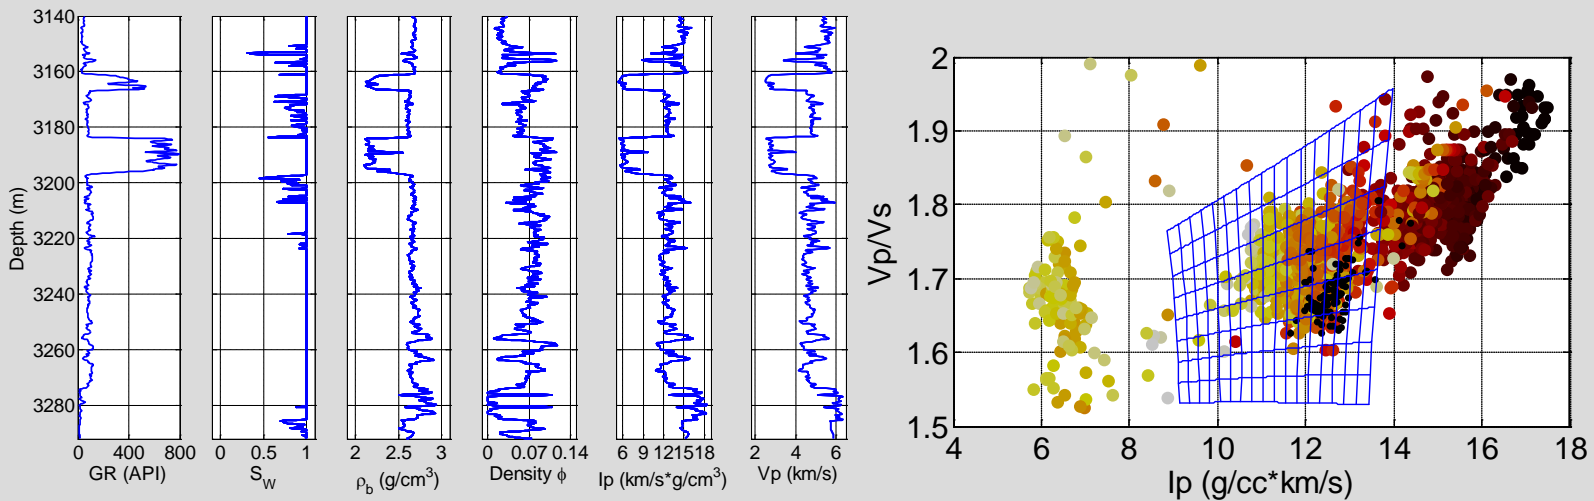 3140
3160
3180
3200
3220
3240
3260
3280
Depth (m)
0 400 800
GR (API)
0 0.5 1
S_W
2 2.5 3
ρ_b (g/cm³)
0 0.07 0.14
Density ϕ
6 9 12 15 18
Ip (km/s*g/cm³)
2 4 6
Vp (km/s)
2
1.9
1.8
1.7
1.6
1.5
Vp/Vs
4 6 8 10 12 14 16 18
Ip (g/cc*km/s)